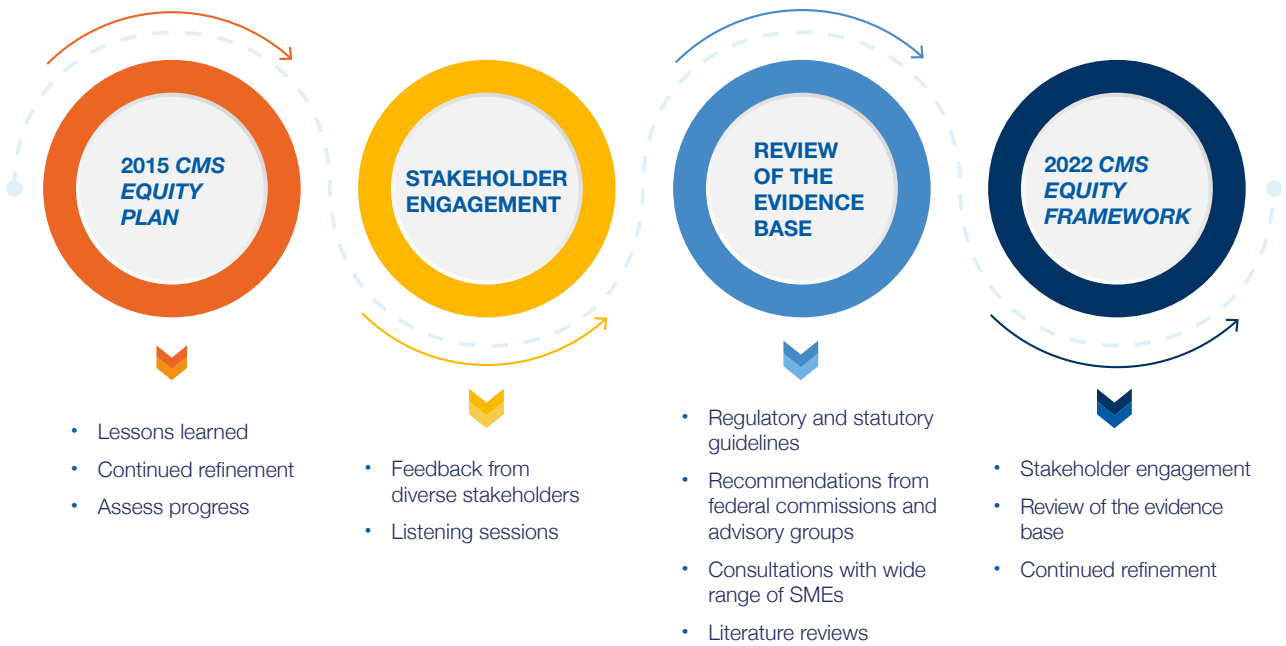 2015 CMS
EQUITY
PLAN
• Lessons learned
• Continued refinement
• Assess progress
STAKEHOLDER
ENGAGEMENT
• Feedback from
diverse stakeholders
• Listening sessions
REVIEW
OF THE
EVIDENCE
BASE
• Regulatory and statutory
guidelines
• Recommendations from
federal commissions and
advisory groups
• Consultations with wide
range of SMEs
• Literature reviews
2022 CMS
EQUITY
FRAMEWORK
• Stakeholder engagement
• Review of the evidence
base
• Continued refinement